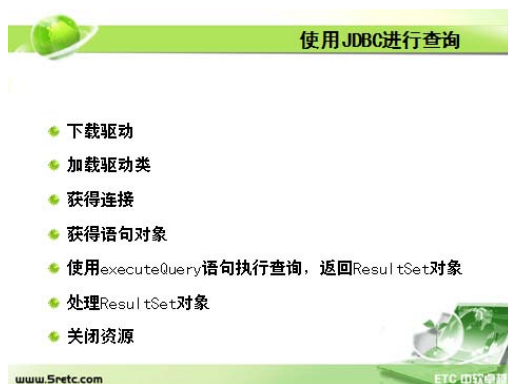 使用JDBC进行查询
下载驱动
加载驱动类
获得连接
获得语句对象
使用executeQuery语句执行查询，返回ResultSet对象
处理ResultSet对象
关闭资源
www.5retc.com
ETC 中软卓越